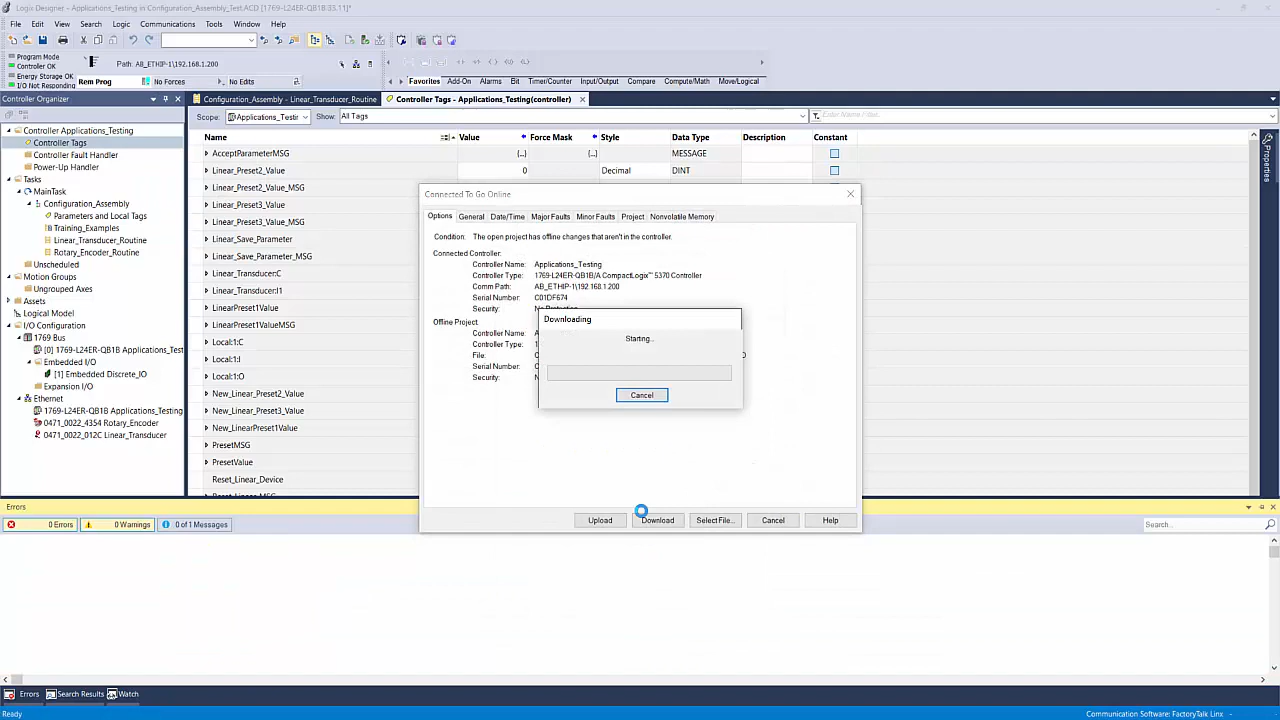 Logix Designer - Applications_Testing in Configuration_Assembly_Test.ACD [1769-L24ER-QB1B 33.11]*
File Edit View Search Logic Communications Tools Window Help
Program Mode
Controller OK
Energy Storage OK
I/O Not Responding
Path: AB_ETHIP-1\192.168.1.200
Rem Prog No Forces No Edits
Favorites Add-On Alarms Bit Timer/Counter Input/Output Compare Compute/Math Move/Logical
Controller Organizer
Configuration_Assembly - Linear_Transducer_Routine
Controller Tags - Applications_Testing(controller)
Controller Applications_Testing
Controller Tags
Controller Fault Handler
Power-Up Handler
Tasks
MainTask
Configuration_Assembly
Parameters and Local Tags
Training_Examples
Linear_Transducer_Routine
Rotary_Encoder_Routine
Unscheduled
Motion Groups
Ungrouped Axes
Assets
Logical Model
I/O Configuration
1769 Bus
[0] 1769-L24ER-QB1B Applications_Test
Embedded I/O
[1] Embedded Discrete_IO
Expansion I/O
Ethernet
1769-L24ER-QB1B Applications_Testing
0471_0022_4354 Rotary_Encoder
0471_0022_012C Linear_Transducer
Scope: Applications_Testin Show: All Tags Enter Name Filter...
Name Value Force Mask Style Data Type Description Constant
AcceptParameterMSG {...} {...} MESSAGE
Linear_Preset2_Value 0 Decimal DINT
Linear_Preset2_Value_MSG
Linear_Preset3_Value
Linear_Preset3_Value_MSG
Linear_Save_Parameter
Linear_Save_Parameter_MSG
Linear_Transducer:C
Linear_Transducer:I1
LinearPreset1Value
LinearPreset1ValueMSG
Local:1:C
Local:1:I
Local:1:O
New_Linear_Preset2_Value
New_Linear_Preset3_Value
New_LinearPreset1Value
PresetMSG
PresetValue
Reset_Linear_Device
Reset_Linear_MSG
Properties
Connected To Go Online
Options General Date/Time Major Faults Minor Faults Project Nonvolatile Memory
Condition: The open project has offline changes that aren't in the controller.
Connected Controller:
Controller Name: Applications_Testing
Controller Type: 1769-L24ER-QB1B/A CompactLogix™ 5370 Controller
Comm Path: AB_ETHIP-1\192.168.1.200
Serial Number: C01DF674
Security: No Protection
Offline Project
Controller Name: A
Controller Type: 1
File: C D
Serial Number: C
Security: N
Downloading
Starting...
Cancel
Upload Download Select File... Cancel Help
Errors
0 Errors 0 Warnings 0 of 1 Messages Search...
Errors Search Results Watch
Ready Communication Software: FactoryTalk Linx